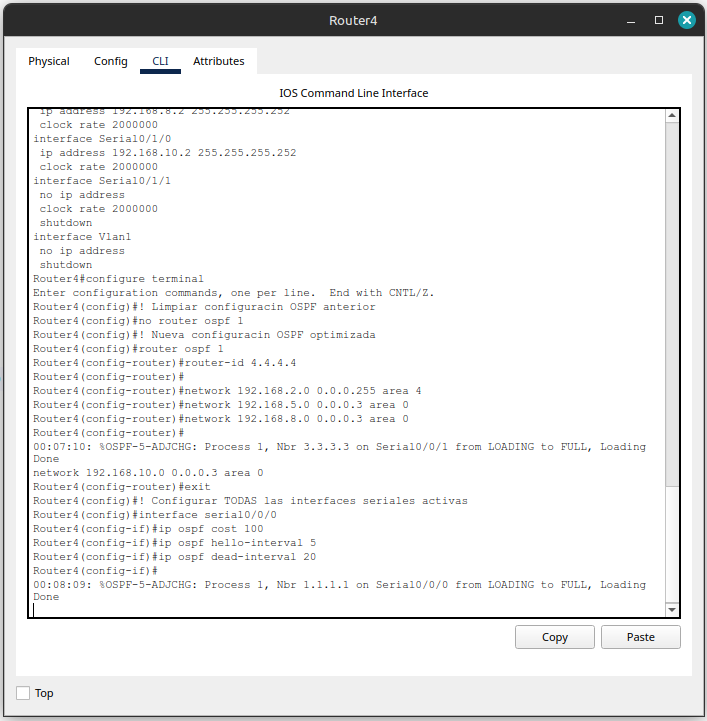 Router4
Physical
Config
CLI
Attributes
IOS Command Line Interface
ip address 192.168.8.2 255.255.255.252
clock rate 2000000
interface Serial0/1/0
ip address 192.168.10.2 255.255.255.252
clock rate 2000000
interface Serial0/1/1
no ip address
clock rate 2000000
shutdown
interface Vlan1
no ip address
shutdown
Router4#configure terminal
Enter configuration commands, one per line.  End with CNTL/Z.
Router4(config)#! Limpiar configuracin OSPF anterior
Router4(config)#no router ospf 1
Router4(config)#! Nueva configuracin OSPF optimizada
Router4(config)#router ospf 1
Router4(config-router)#router-id 4.4.4.4
Router4(config-router)#
Router4(config-router)#network 192.168.2.0 0.0.0.255 area 4
Router4(config-router)#network 192.168.5.0 0.0.0.3 area 0
Router4(config-router)#network 192.168.8.0 0.0.0.3 area 0
Router4(config-router)#
00:07:10: %OSPF-5-ADJCHG: Process 1, Nbr 3.3.3.3 on Serial0/0/1 from LOADING to FULL, Loading
Done
network 192.168.10.0 0.0.0.3 area 0
Router4(config-router)#exit
Router4(config)#! Configurar TODAS las interfaces seriales activas
Router4(config)#interface serial0/0/0
Router4(config-if)#ip ospf cost 100
Router4(config-if)#ip ospf hello-interval 5
Router4(config-if)#ip ospf dead-interval 20
Router4(config-if)#
00:08:09: %OSPF-5-ADJCHG: Process 1, Nbr 1.1.1.1 on Serial0/0/0 from LOADING to FULL, Loading
Done
Copy
Paste
Top